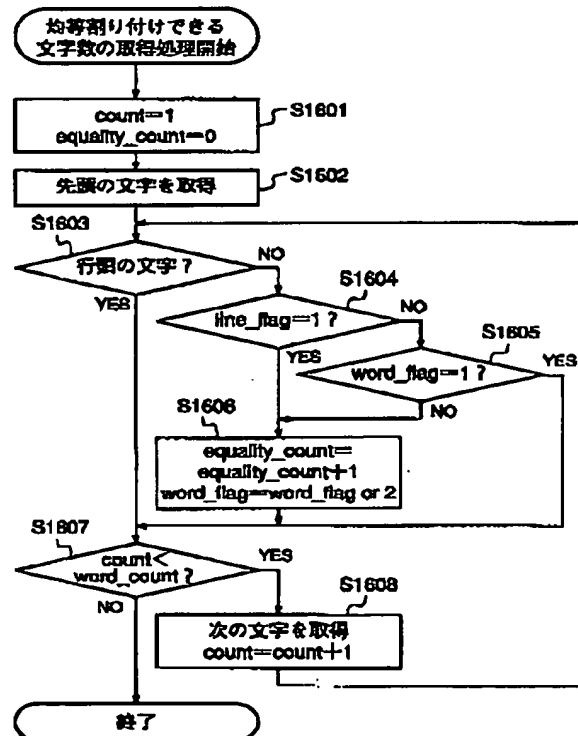 均等割り付けできる
文字数の取得処理開始
S1601
count=1
equality_count=0
S1602
先頭の文字を取得
S1603
行頭の文字?
NO
YES
S1604
line_flag=1?
NO
YES
S1605
word_flag=1?
YES
NO
S1606
equality_count=
equality_count+1
word_flag=word_flag or 2
S1607
count<
word_count?
YES
NO
S1608
次の文字を取得
count=count+1
終了